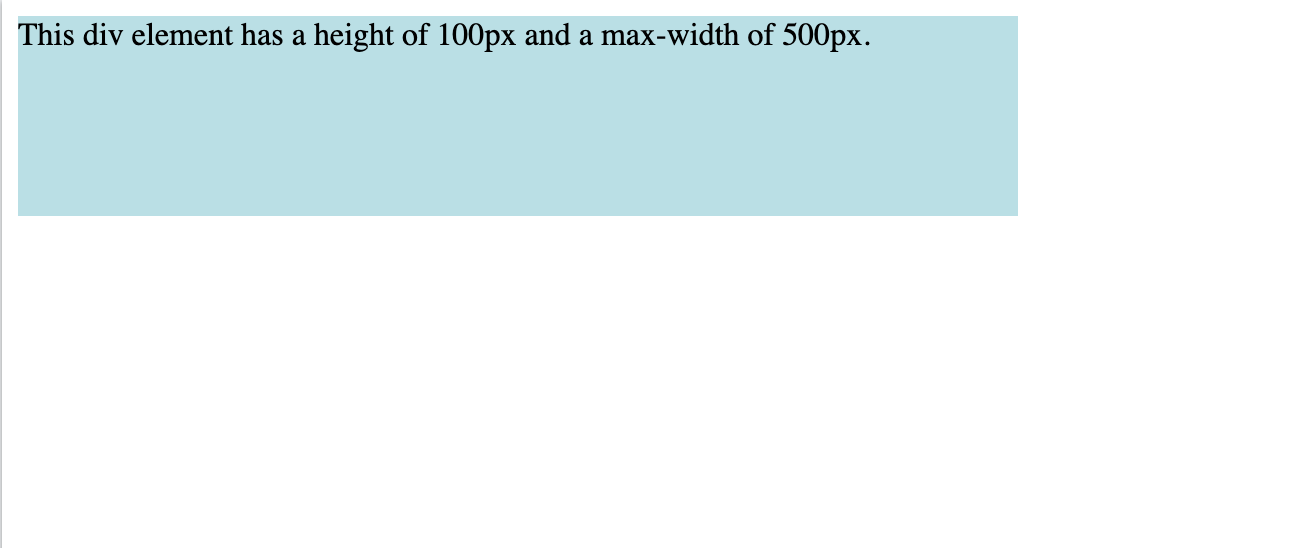 This div element has a height of 100px and a max-width of 500px.